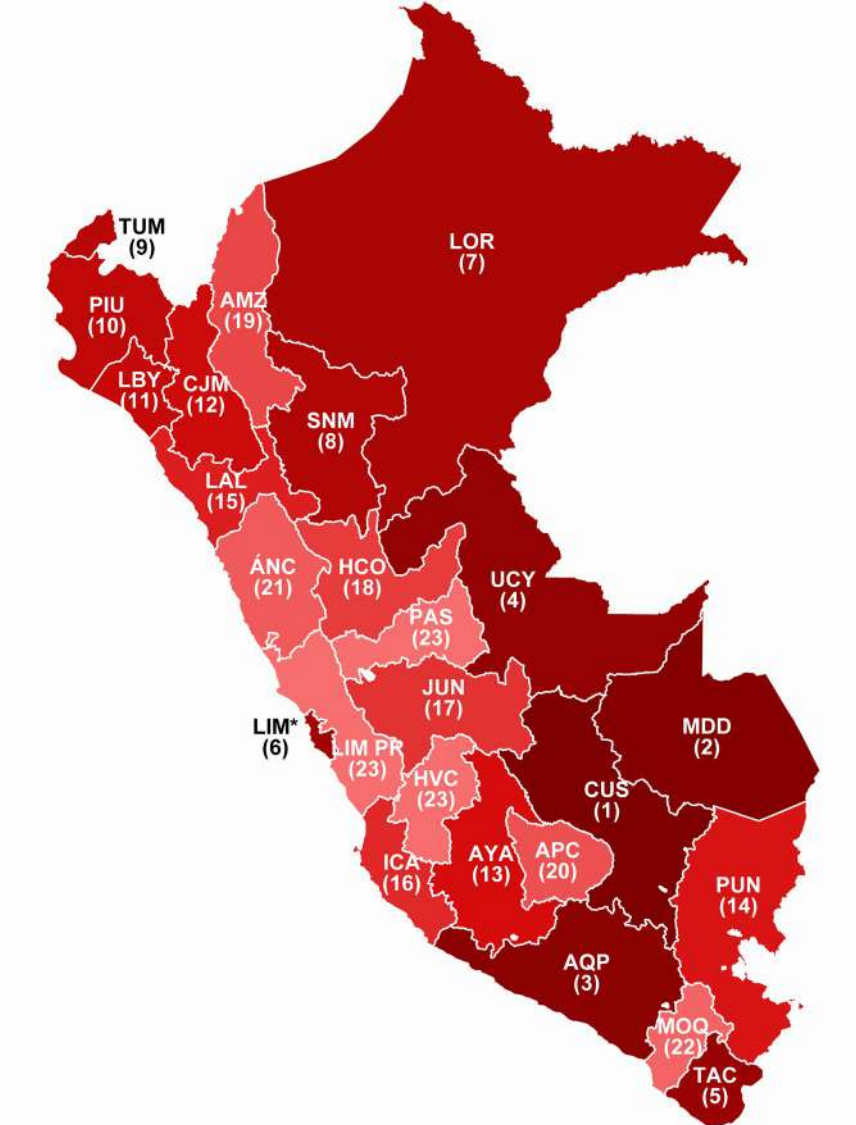 TUM
(9)
LOR
(7)
PIU
(10)
AMZ
(19)
LBY
(11)
CJM
(12)
SNM
(8)
LAL
(15)
ÁNC
(21)
HCO
(18)
UCY
(4)
PAS
(23)
JUN
(17)
LIM*
(6)
LIM PR
(23)
MDD
(2)
HVC
(23)
CUS
(1)
ICA
(16)
AYA
(13)
APC
(20)
PUN
(14)
AQP
(3)
MOQ
(22)
TAC
(5)